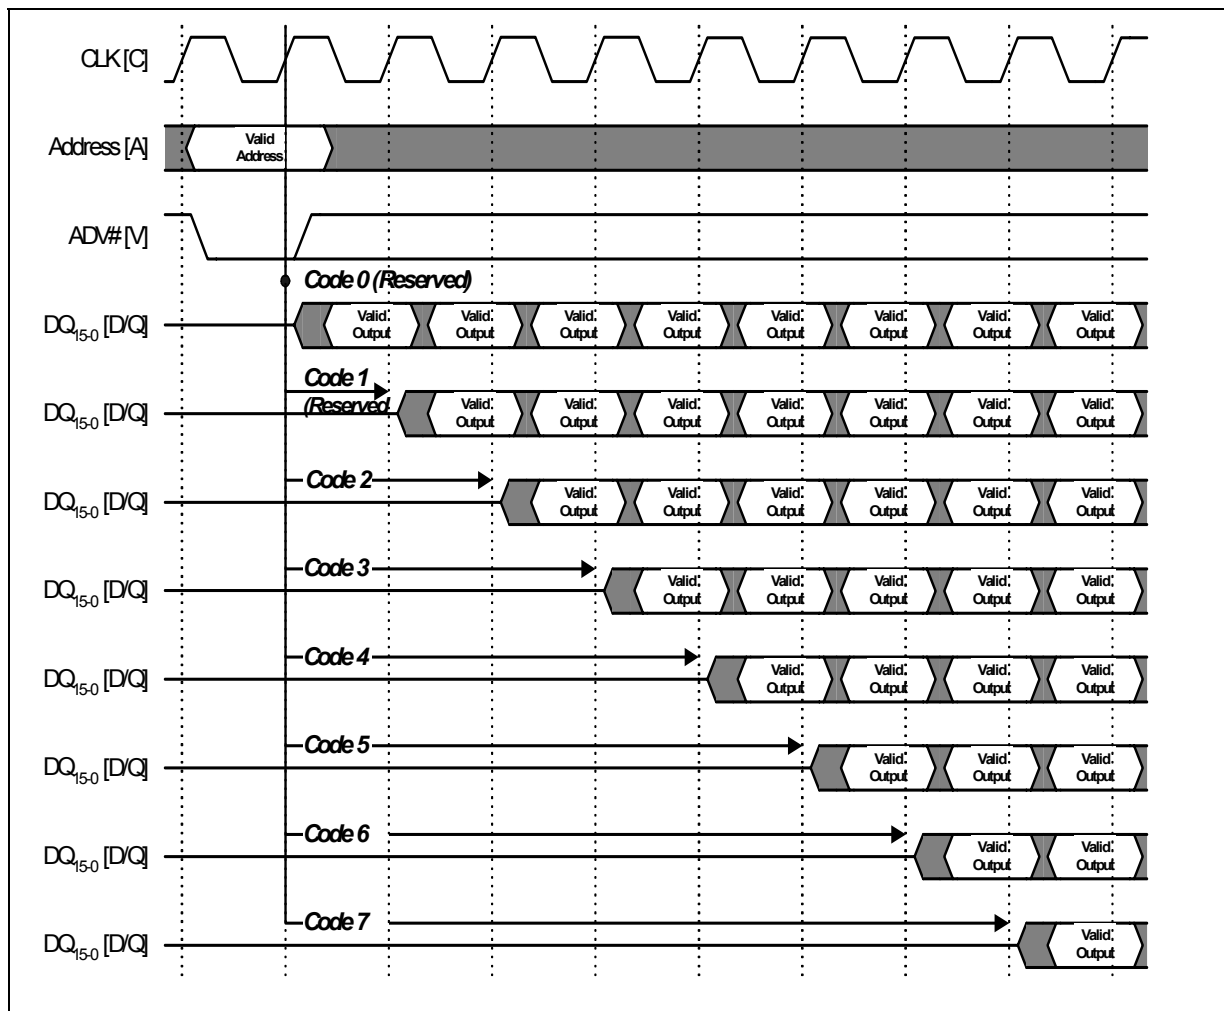 CLK [C]
Address [A]
Valid
Address
ADV# [V]
Code 0 (Reserved)
DQ15-0 [D/Q]
Valid Output Valid Output Valid Output Valid Output Valid Output Valid Output Valid Output Valid Output
Code 1
(Reserved
DQ15-0 [D/Q]
Valid Output Valid Output Valid Output Valid Output Valid Output Valid Output Valid Output
Code 2
DQ15-0 [D/Q]
Valid Output Valid Output Valid Output Valid Output Valid Output Valid Output
Code 3
DQ15-0 [D/Q]
Valid Output Valid Output Valid Output Valid Output Valid Output
Code 4
DQ15-0 [D/Q]
Valid Output Valid Output Valid Output Valid Output
Code 5
DQ15-0 [D/Q]
Valid Output Valid Output Valid Output
Code 6
DQ15-0 [D/Q]
Valid Output Valid Output
Code 7
DQ15-0 [D/Q]
Valid Output